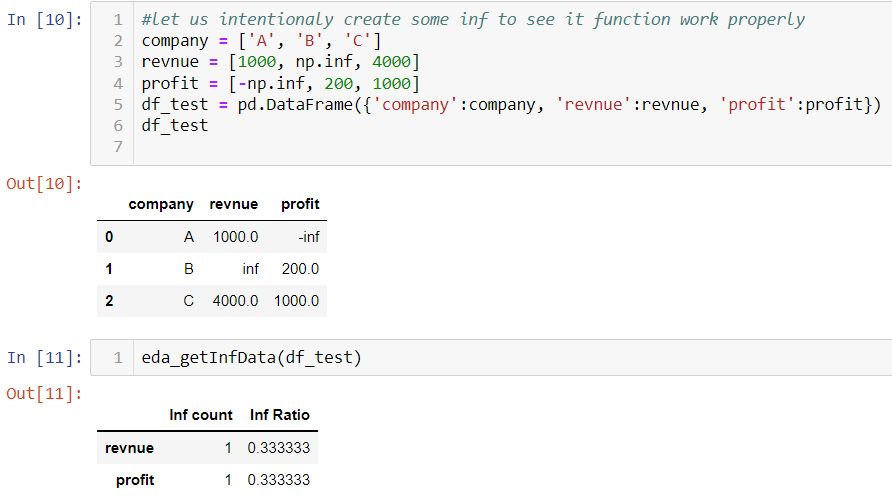 In [10]:
1 #let us intentionaly create some inf to see it function work properly
2 company = ['A', 'B', 'C']
3 revnue = [1000, np.inf, 4000]
4 profit = [-np.inf, 200, 1000]
5 df_test = pd.DataFrame({'company':company, 'revnue':revnue, 'profit':profit})
6 df_test
7
Out[10]:
company revnue profit
0 A 1000.0 -inf
1 B inf 200.0
2 C 4000.0 1000.0
In [11]:
1 eda_getInfData(df_test)
Out[11]:
Inf count Inf Ratio
revnue 1 0.333333
profit 1 0.333333